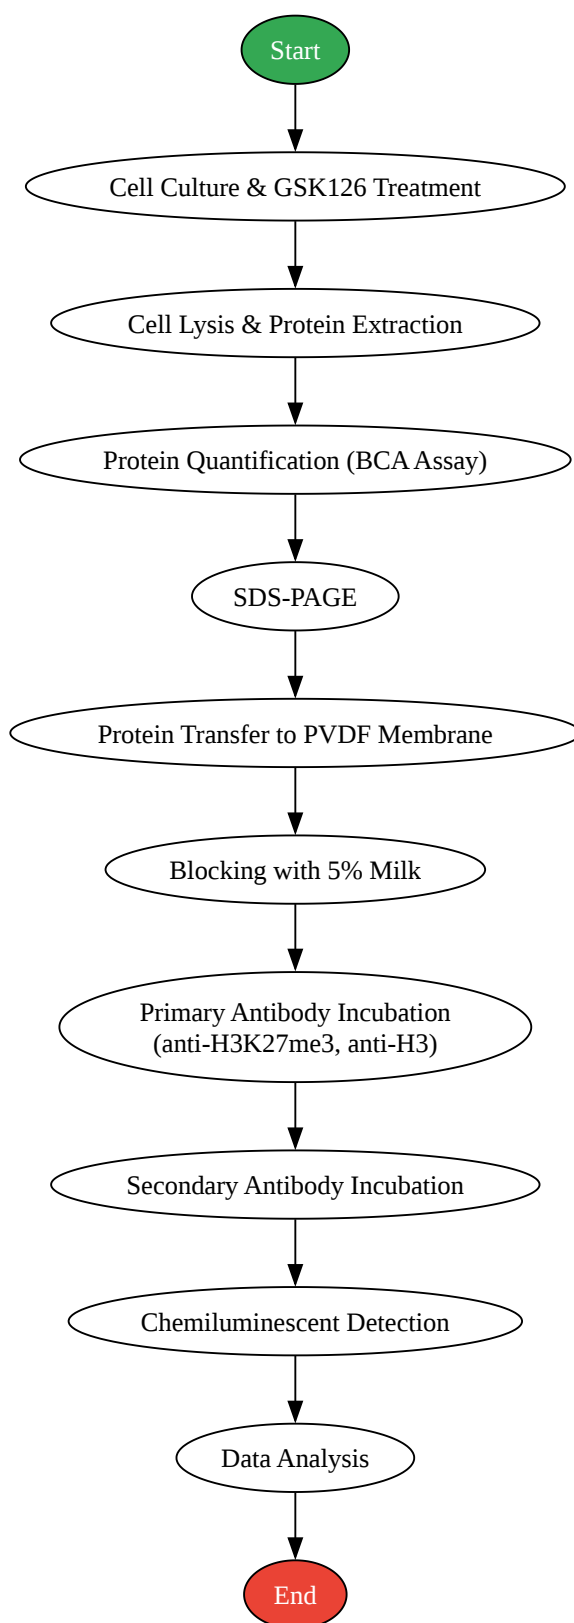 Start
Cell Culture & GSK126 Treatment
Cell Lysis & Protein Extraction
Protein Quantification (BCA Assay)
SDS-PAGE
Protein Transfer to PVDF Membrane
Blocking with 5% Milk
Primary Antibody Incubation
(anti-H3K27me3, anti-H3)
Secondary Antibody Incubation
Chemiluminescent Detection
Data Analysis
End